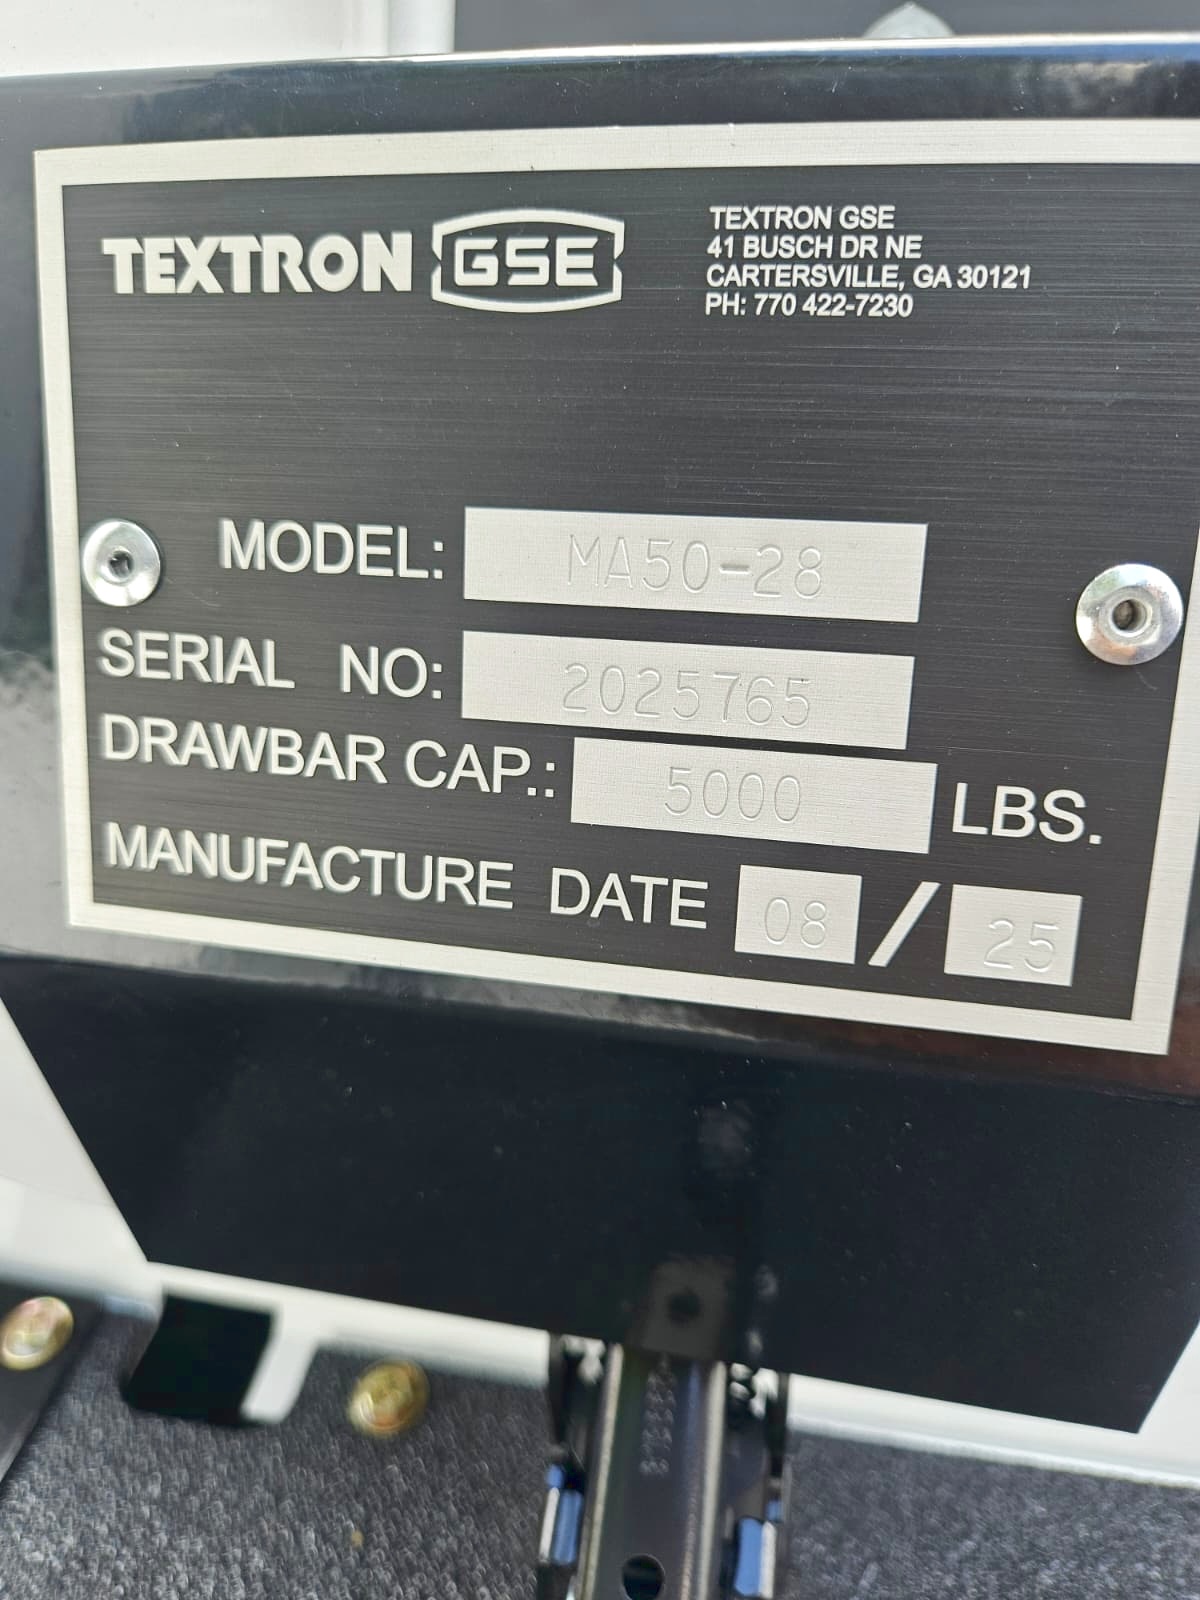 TEXTRON GSE
TEXTRON GSE
41 BUSCH DR NE
CARTERSVILLE, GA 30121
PH: 770 422-7230
MODEL: MA50-28
SERIAL NO: 2025765
DRAWBAR CAP.: 5000 LBS.
MANUFACTURE DATE 08/25